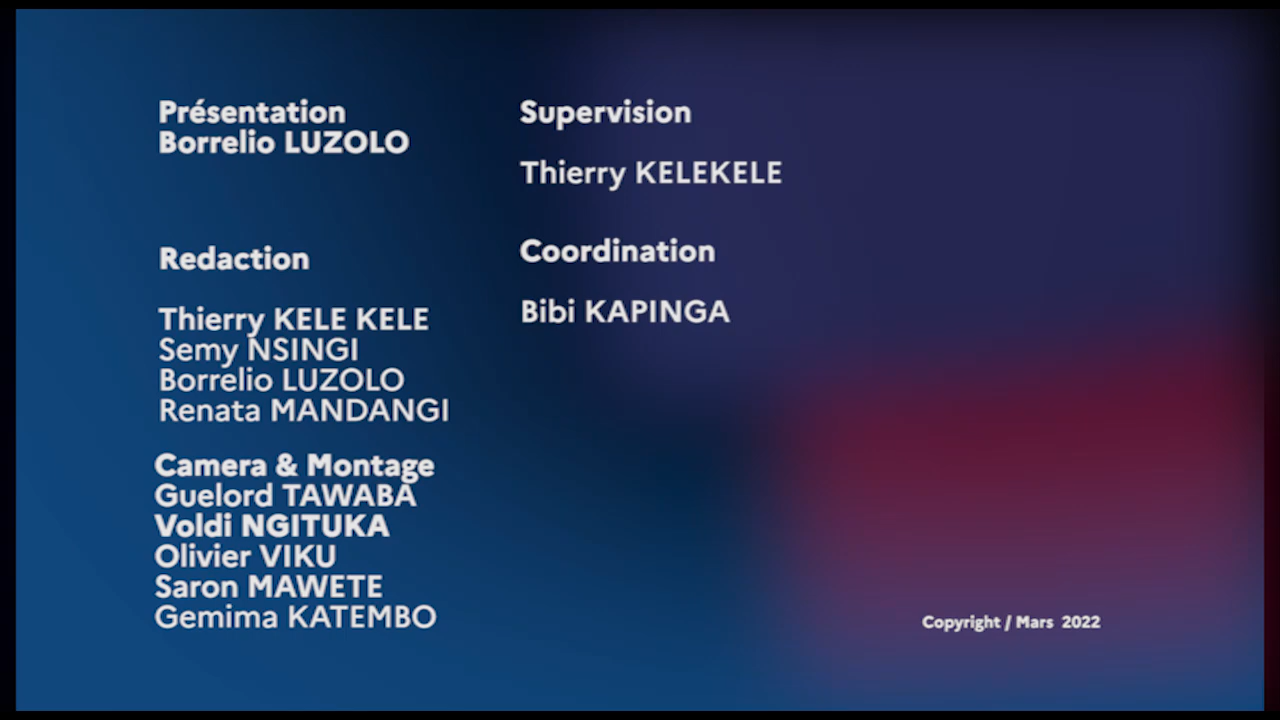 Présentation
Borrelio LUZOLO
Redaction
Thierry KELE KELE
Semy NSINGI
Borrelio LUZOLO
Renata MANDANGI
Camera & Montage
Guelord TAWABA
Voldi NGITUKA
Olivier VIKU
Saron MAWETE
Gemima KATEMBO
Supervision
Thierry KELEKELE
Coordination
Bibi KAPINGA
Copyright / Mars 2022